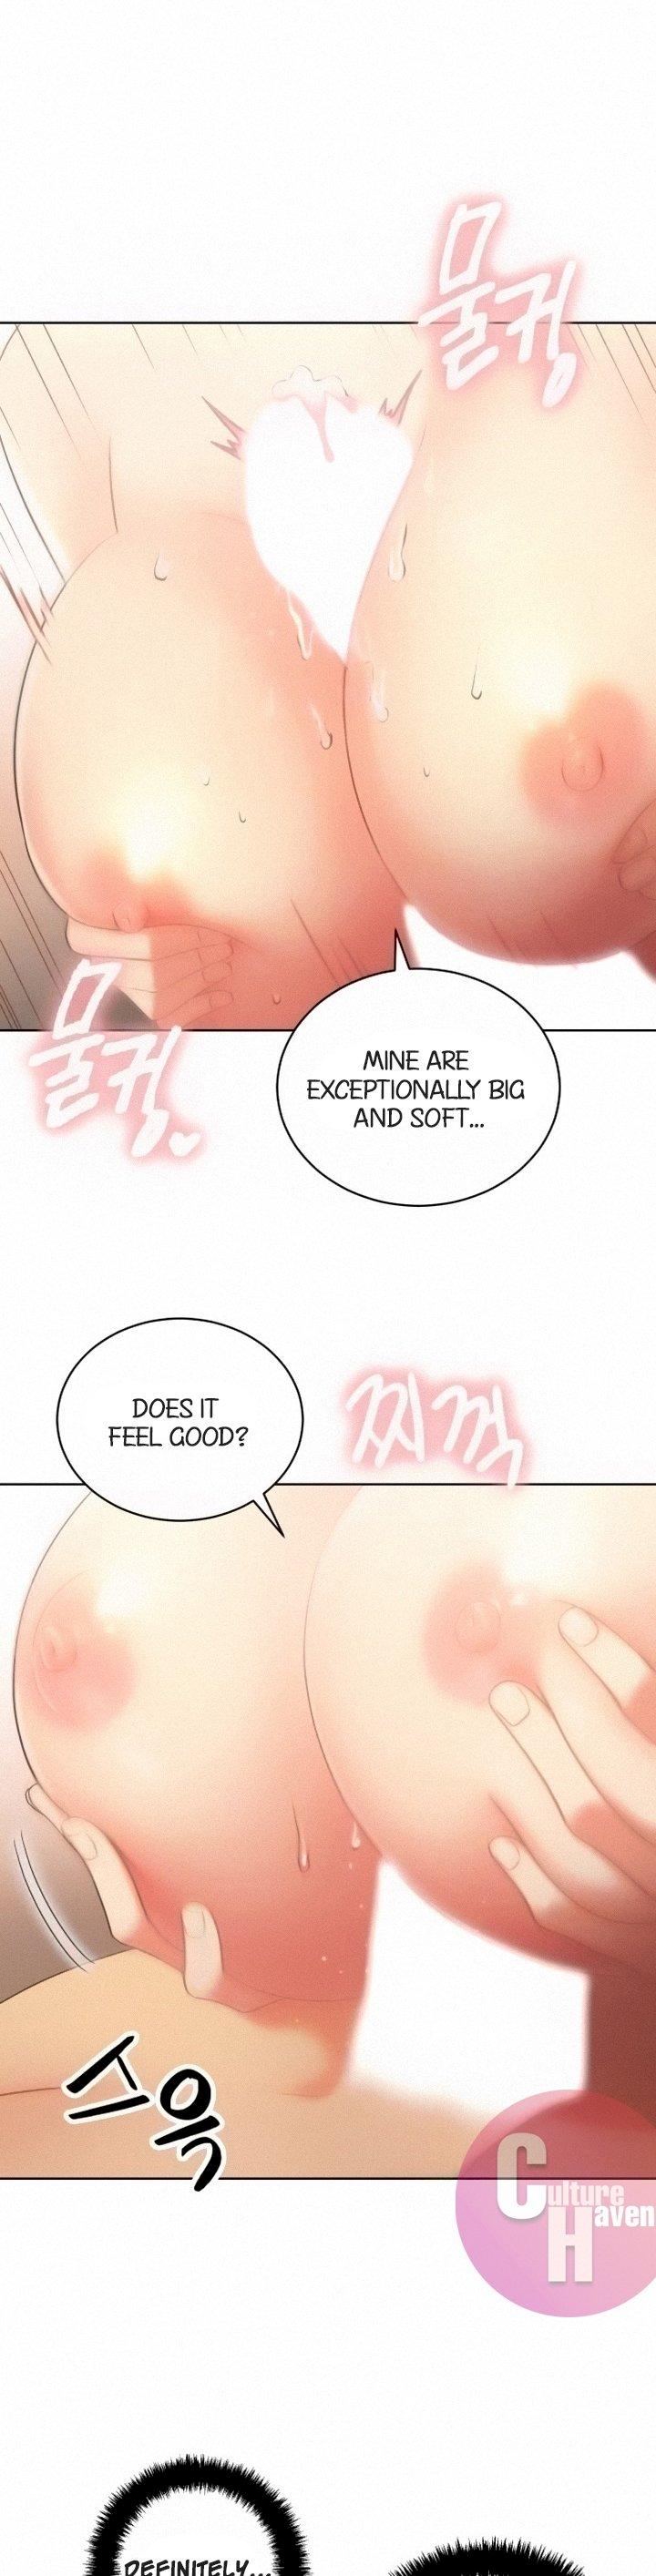 물컹
MINE ARE
EXCEPTIONALLY BIG
AND SOFT...
물컹
DOES IT
FEEL GOOD?
찌꺽
스윽
Culture
Haven
DEFINITELY...